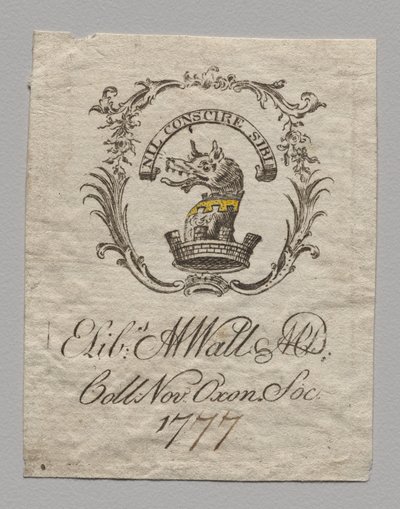 NIL CONSCIRE SIBI
E Lib.s M Wall A.B.
Coll: Nov. Oxon. Soc.
1777